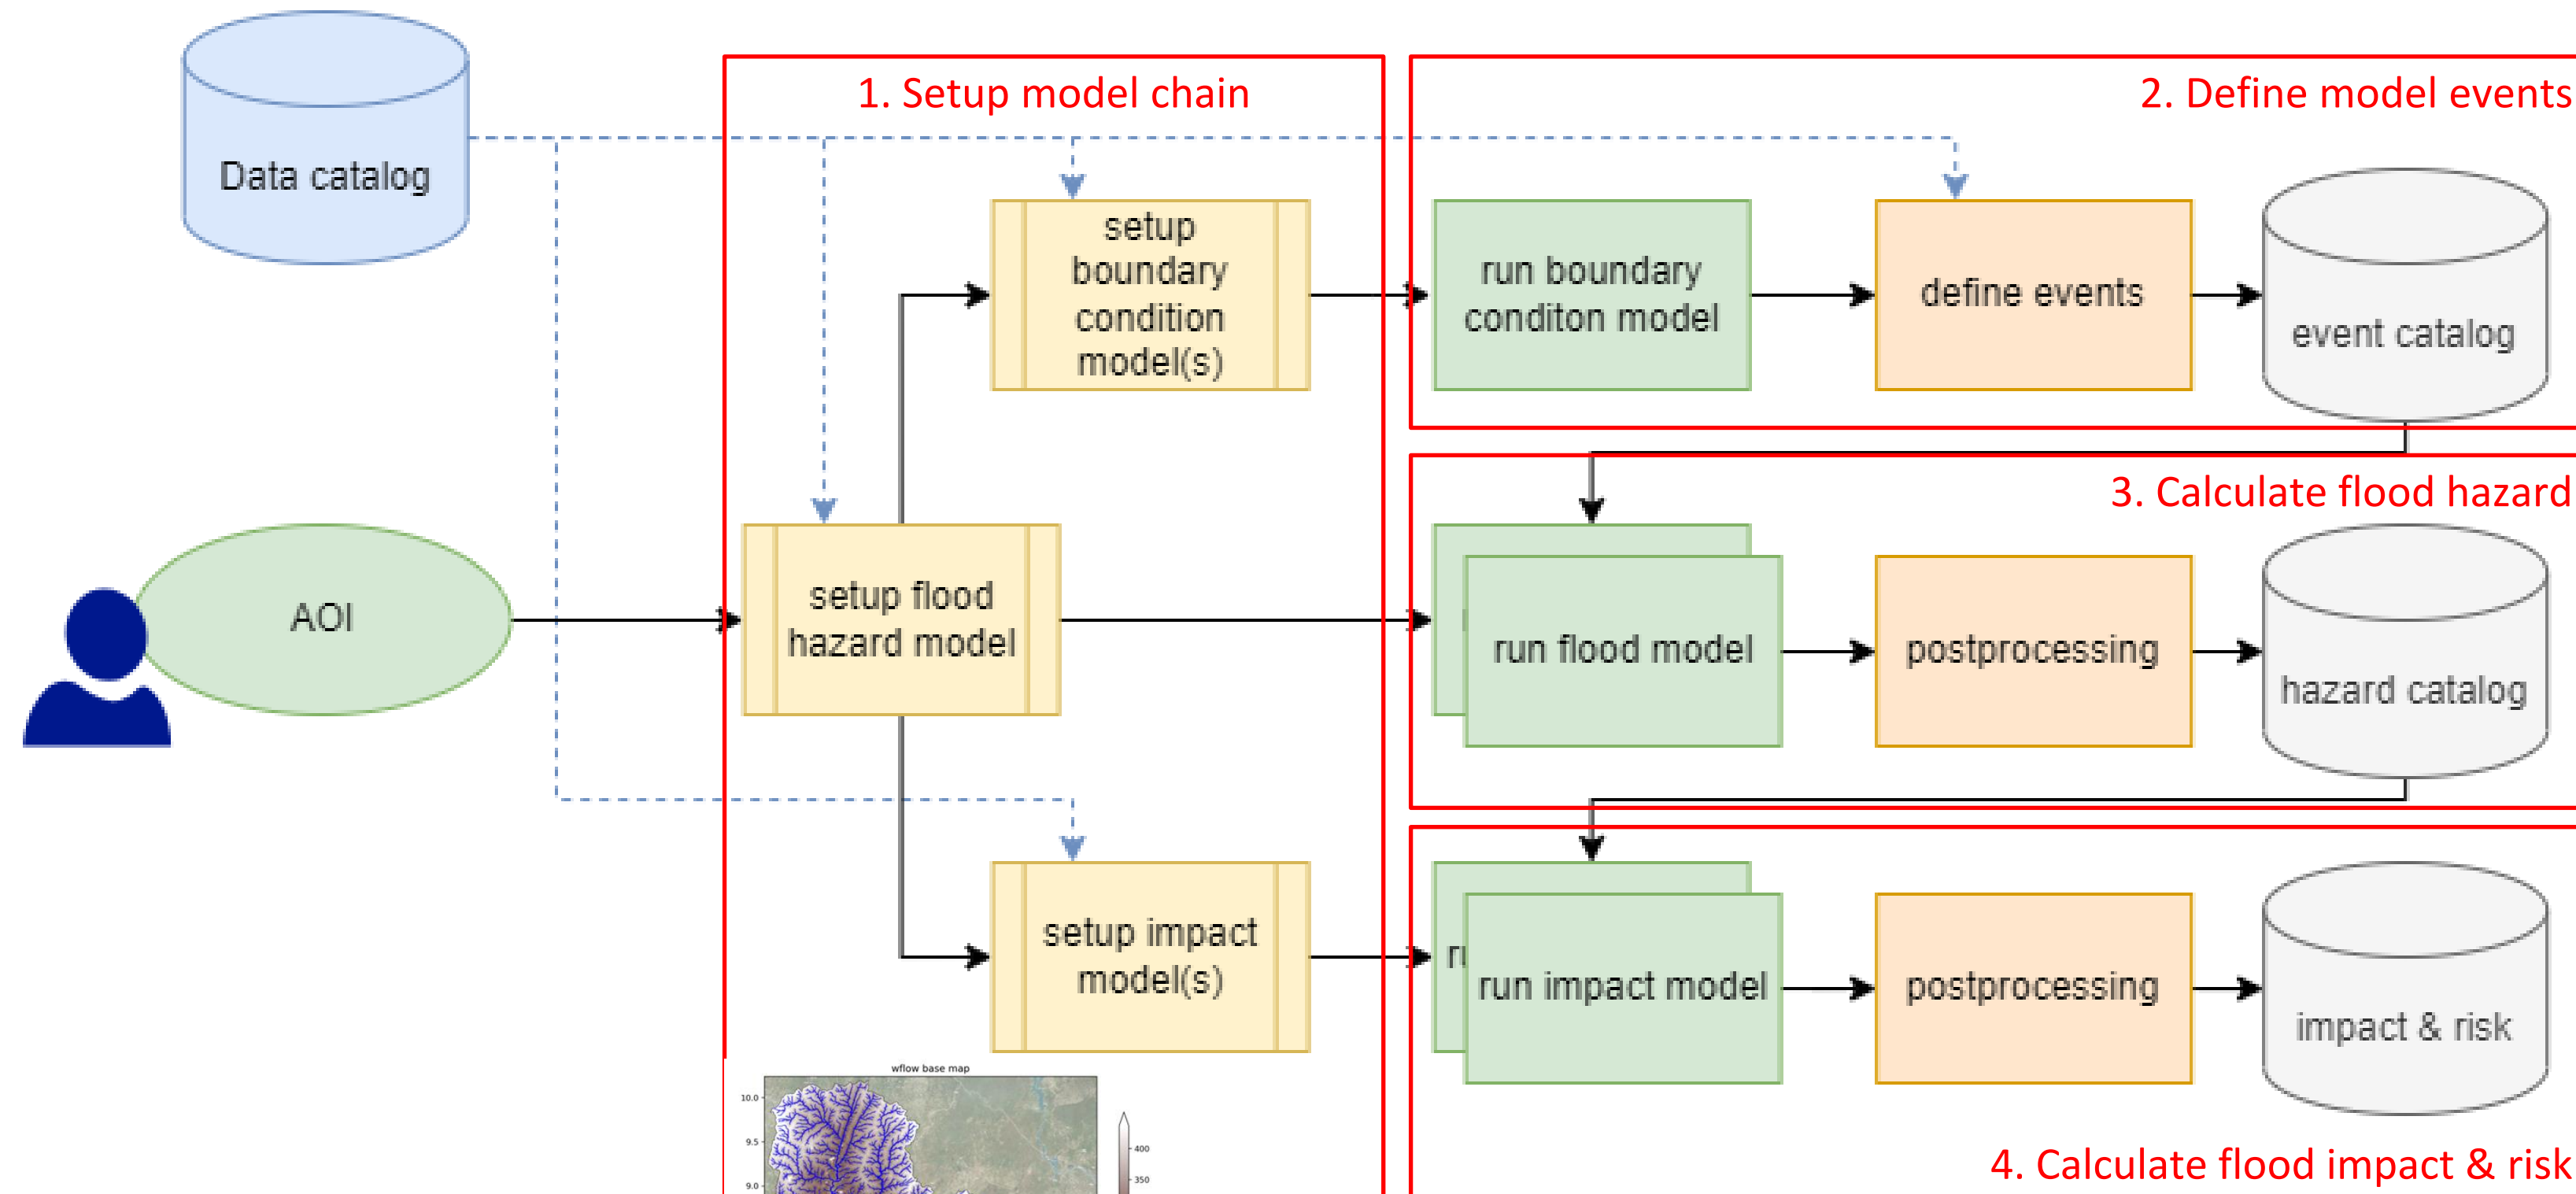 1. Setup model chain
2. Define model events
Data catalog
setup
boundary
condition
model(s)
run boundary
conditon model
define events
event catalog
3. Calculate flood hazard
AOI
setup flood
hazard model
run flood model
postprocessing
hazard catalog
setup impact
model(s)
ru
run impact model
postprocessing
impact & risk
wflow base map
10.0
9.5
9.0
400
350
4. Calculate flood impact & risk